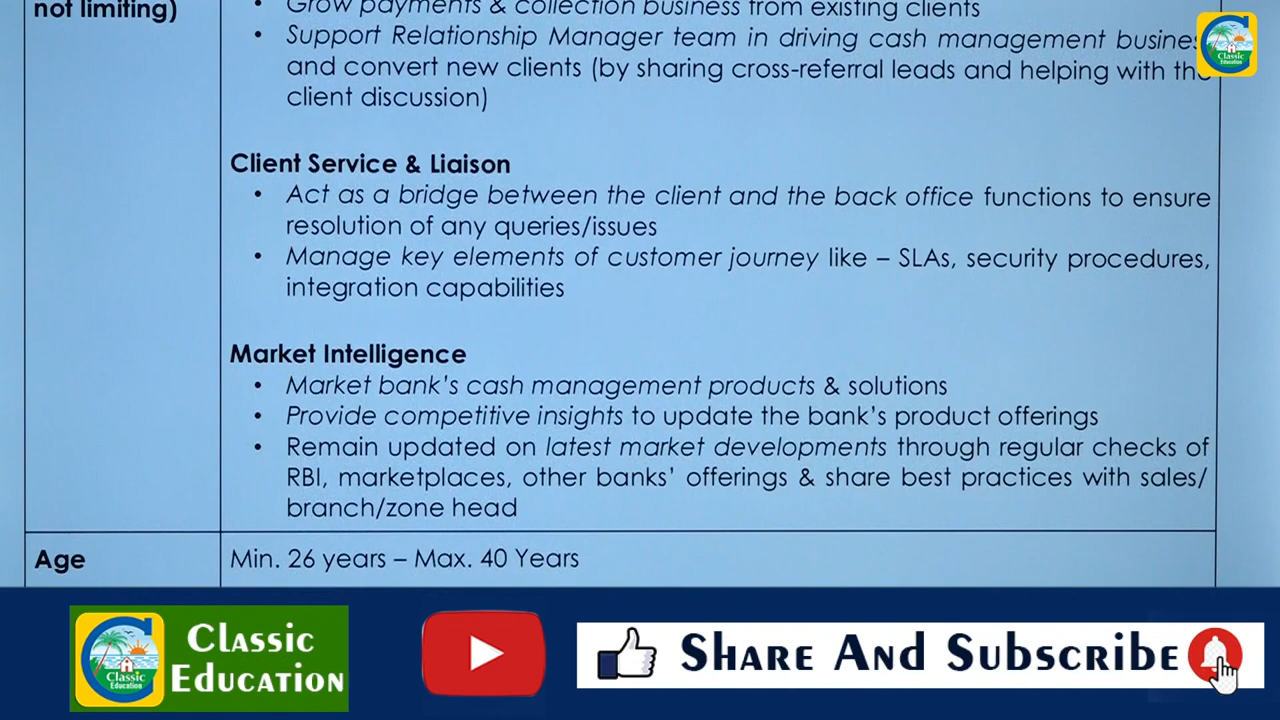 not limiting)
• Grow payments & collection business from existing clients
• Support Relationship Manager team in driving cash management
and convert new clients (by sharing cross-referral leads and helping with the
client discussion)
Client Service & Liaison
• Act as a bridge between the client and the back office functions to ensure
resolution of any queries/issues
• Manage key elements of customer journey like – SLAs, security procedures,
integration capabilities
Market Intelligence
• Market bank's cash management products & solutions
• Provide competitive insights to update the bank's product offerings
• Remain updated on latest market developments through regular checks of
RBI, marketplaces, other banks' offerings & share best practices with sales/
branch/zone head
Age
Min. 26 years – Max. 40 Years
Classic
Education
Classic
Education
Classic
Education
Share And Subscribe